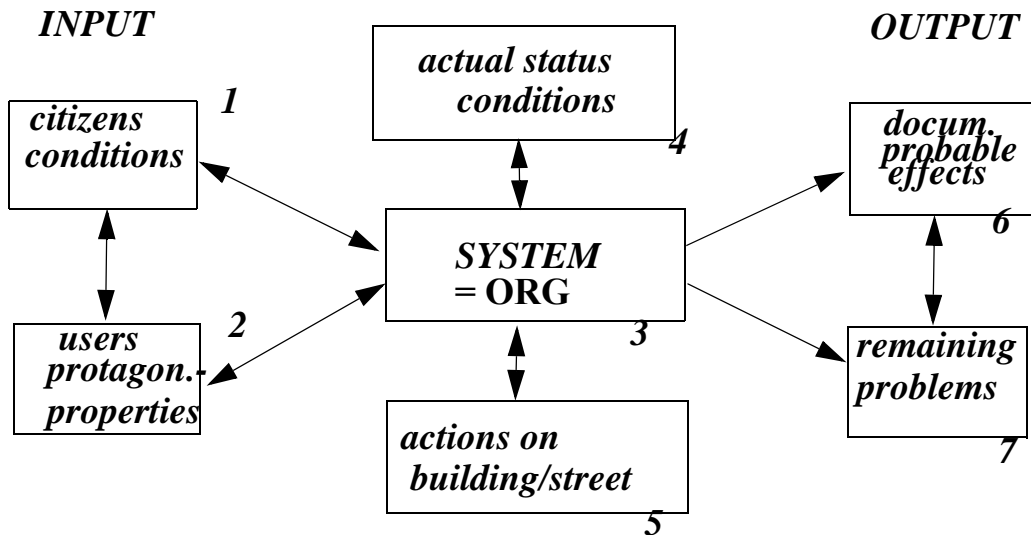 INPUT
OUTPUT
citizens
conditions
1
users
protagon.-
properties
2
actual status
conditions
4
SYSTEM
= ORG
3
actions on
building/street
5
docum.
probable
effects
6
remaining
problems
7